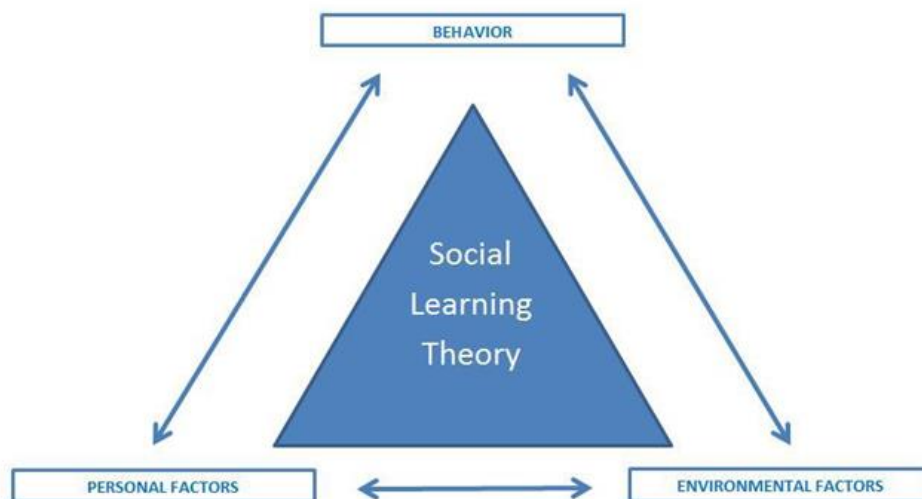 BEHAVIOR
Social
Learning
Theory
PERSONAL FACTORS
ENVIRONMENTAL FACTORS